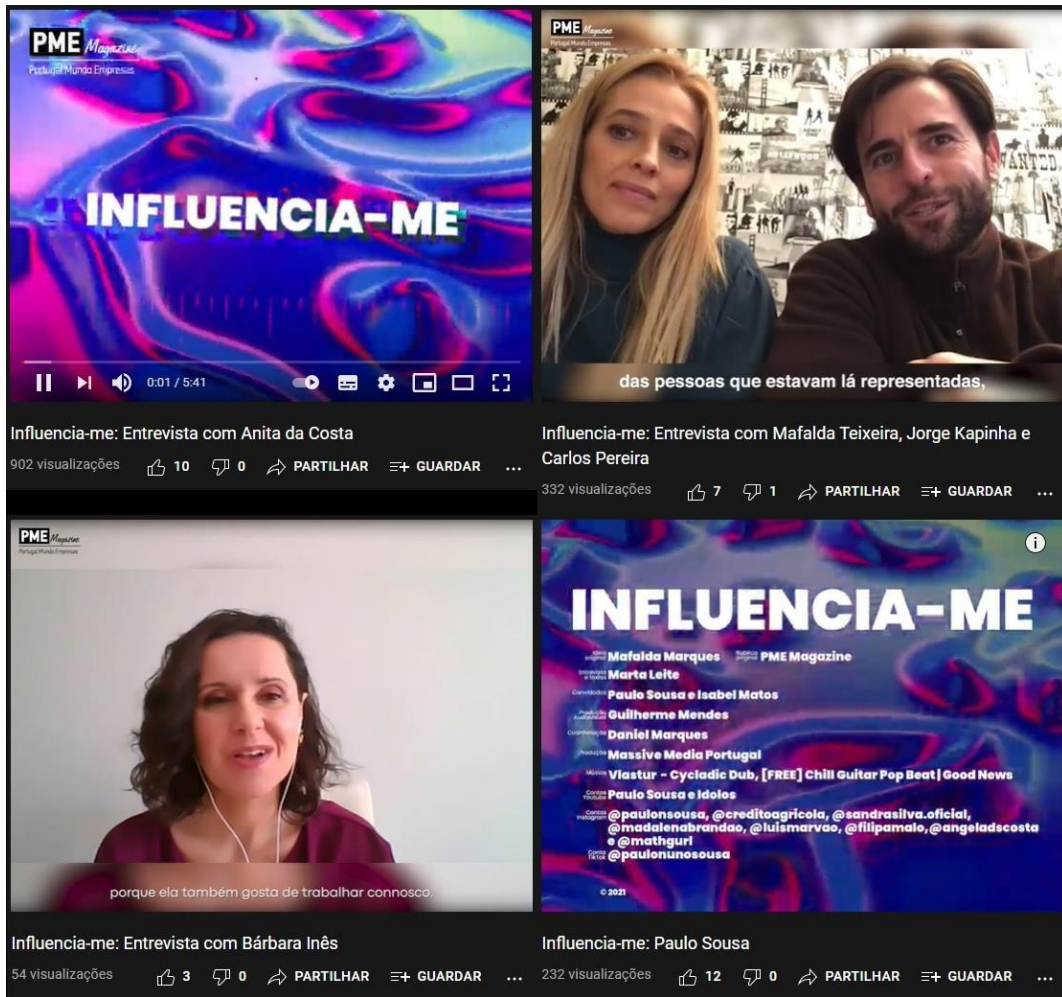 PME Magazine
Portugal Mundo Empresas
INFLUENCIA-ME
0:01 / 5:41
Influencia-me: Entrevista com Anita da Costa
902 visualizações 10 0 PARTILHAR GUARDAR ...
PME Magazine
Portugal Mundo Empresas
WANTED
das pessoas que estavam lá representadas,
Influencia-me: Entrevista com Mafalda Teixeira, Jorge Kapinha e
Carlos Pereira
332 visualizações 7 1 PARTILHAR GUARDAR ...
PME Magazine
Portugal Mundo Empresas
porque ela também gosta de trabalhar connosco.
Influencia-me: Entrevista com Bárbara Inês
54 visualizações 3 0 PARTILHAR GUARDAR ...
INFLUENCIA-ME
Mafalda Marques PME Magazine
Marta Leite
Convidados Paulo Sousa e Isabel Matos
Guilherme Mendes
Daniel Marques
Massive Media Portugal
Música Vlastur - Cycladic Dub, [FREE] Chill Guitar Pop Beat | Good News
Paulo Sousa e Idolos
@paulonsousa, @creditoagricola, @sandrasilva.oficial,
@madalenabrandao, @luismarvao, @filipamalo,@angeladscosta
e @mathgurl
@paulonunosousa
© 2021
Influencia-me: Paulo Sousa
232 visualizações 12 0 PARTILHAR GUARDAR ...